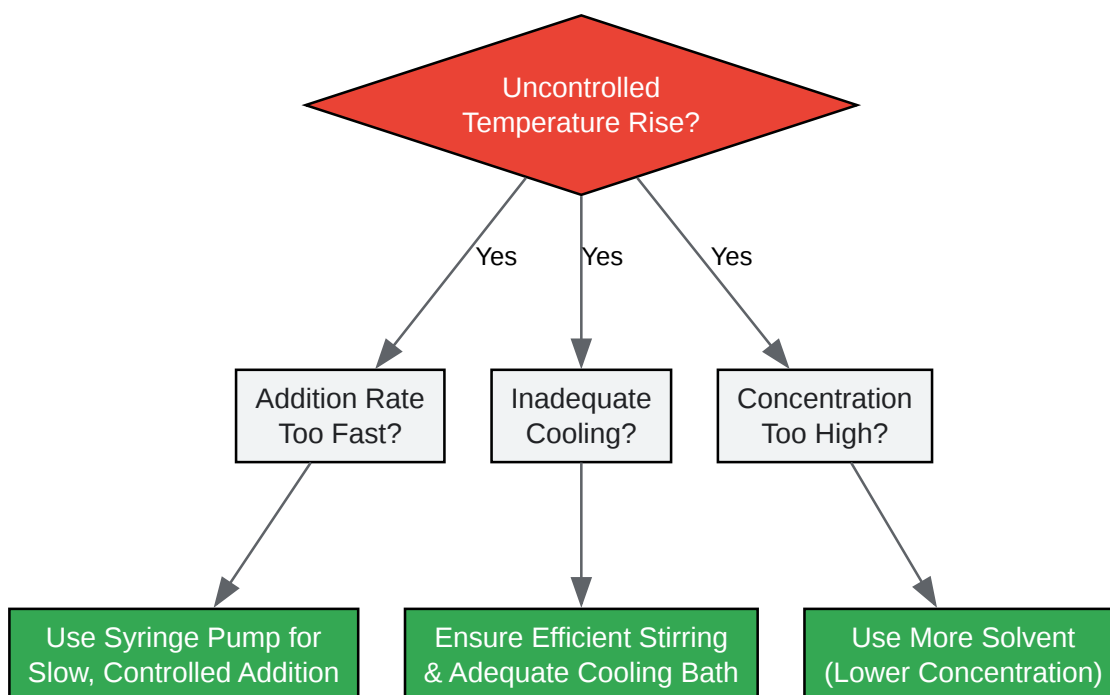 Uncontrolled
Temperature Rise?
Yes
Yes
Yes
Addition Rate
Too Fast?
Inadequate
Cooling?
Concentration
Too High?
Use Syringe Pump for
Slow, Controlled Addition
Ensure Efficient Stirring
& Adequate Cooling Bath
Use More Solvent
(Lower Concentration)